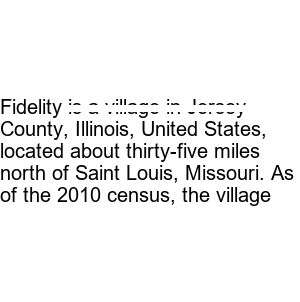 Fidelity is a village in Jersey
County, Illinois, United States,
located about thirty-five miles
north of Saint Louis, Missouri. As
of the 2010 census, the village